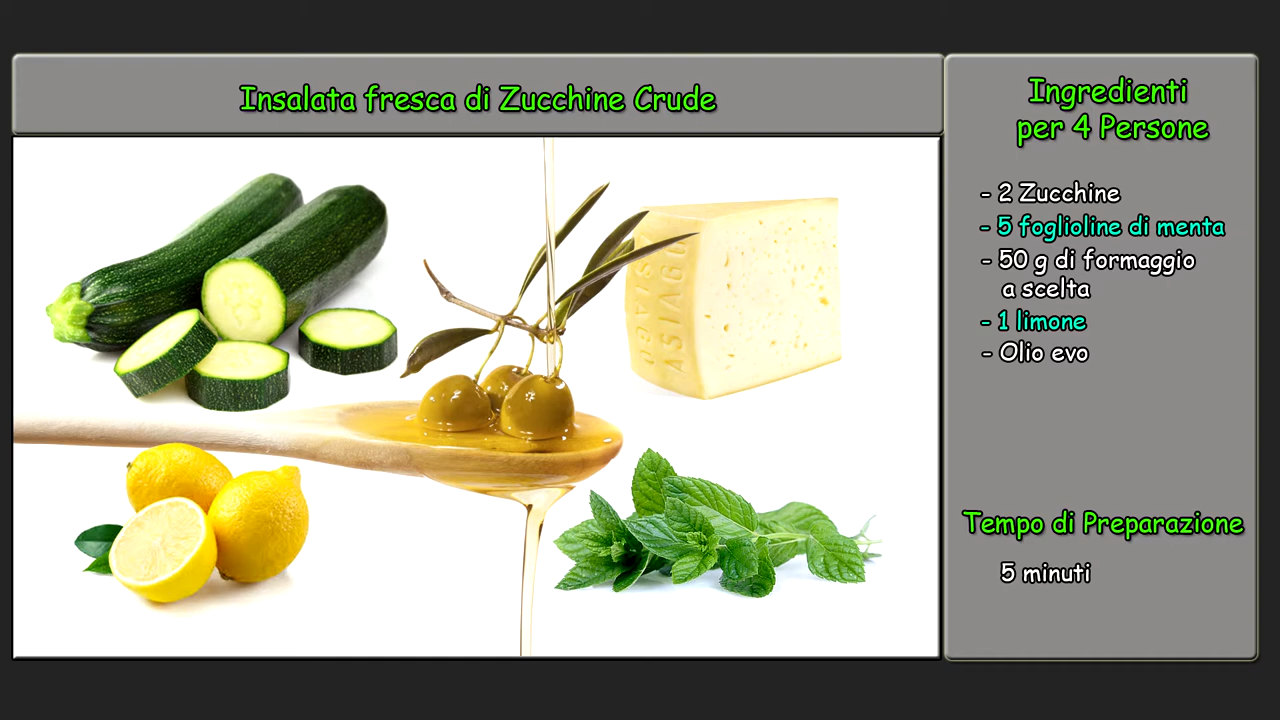 Insalata fresca di Zucchine Crude
Ingredienti
per 4 Persone
- 2 Zucchine
- 5 foglioline di menta
- 50 g di formaggio
a scelta
- 1 limone
- Olio evo
Tempo di Preparazione
5 minuti
ASIAGO